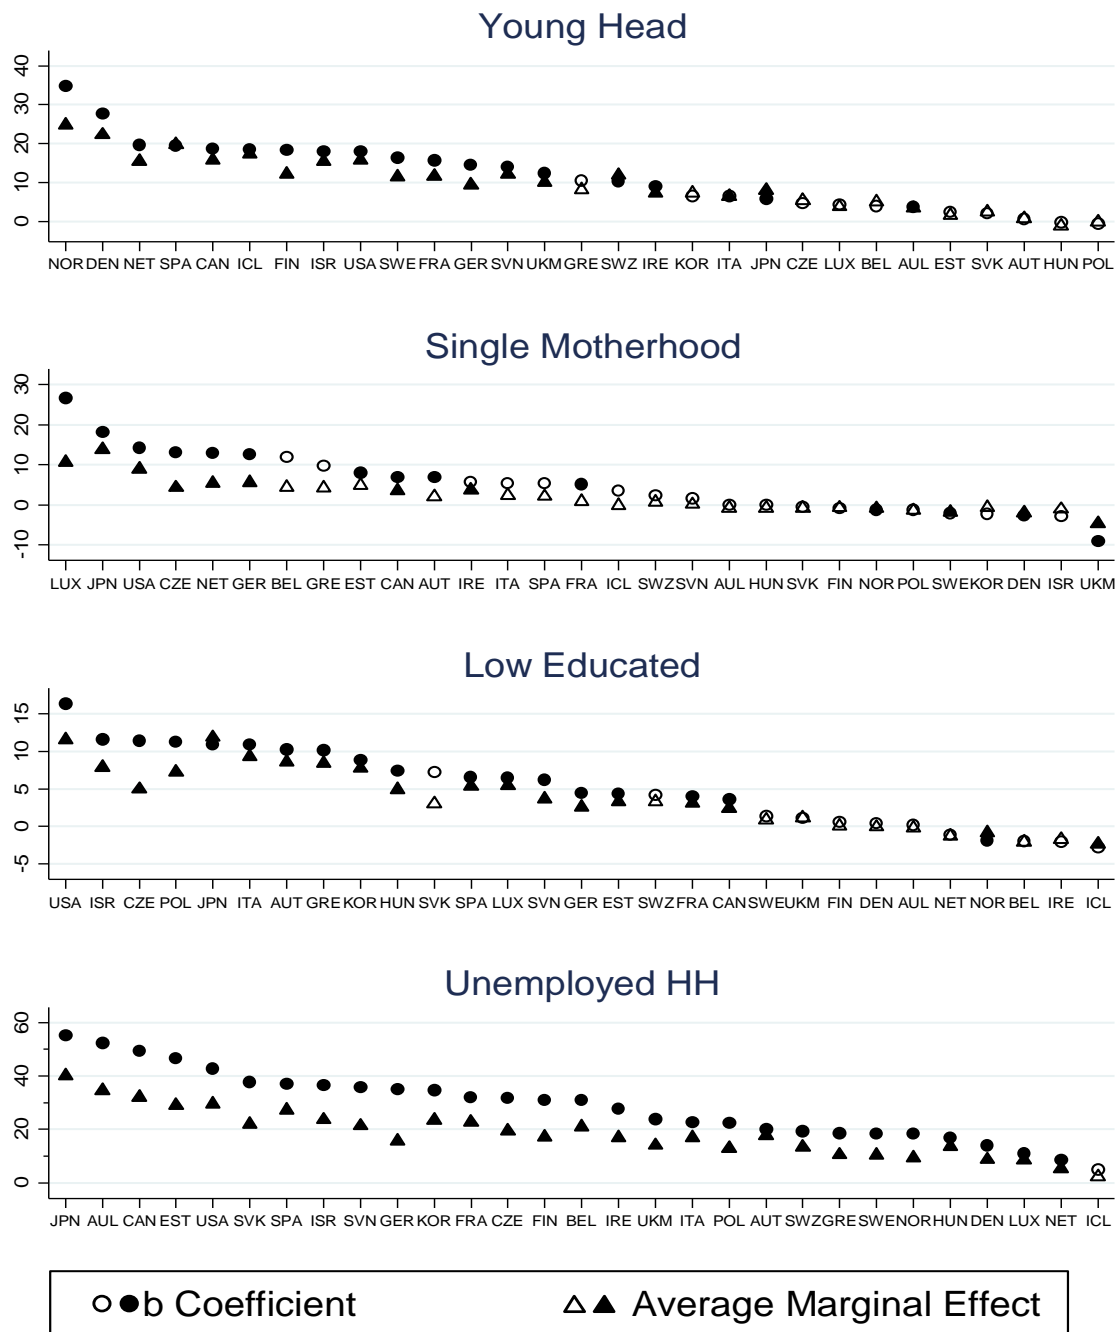 Young Head
40
30
20
10
0
NOR DEN NET SPA CAN ICL FIN ISR USA SWE FRA GER SVN UKM GRE SWZ IRE KOR ITA JPN CZE LUX BEL AUL EST SVK AUT HUN POL
Single Motherhood
30
20
10
0
-10
LUX JPN USA CZE NET GER BEL GRE EST CAN AUT IRE ITA SPA FRA ICL SWZ SVN AUL HUN SVK FIN NOR POL SWE KOR DEN ISR UKM
Low Educated
15
10
5
0
-5
USA ISR CZE POL JPN ITA AUT GRE KOR HUN SVK SPA LUX SVN GER EST SWZ FRA CAN SWE UKM FIN DEN AUL NET NOR BEL IRE ICL
Unemployed HH
60
40
20
0
JPN AUL CAN EST USA SVK SPA ISR SVN GER KOR FRA CZE FIN BEL IRE UKM ITA POL AUT SWZ GRE SWE NOR HUN DEN LUX NET ICL
b Coefficient
Average Marginal Effect